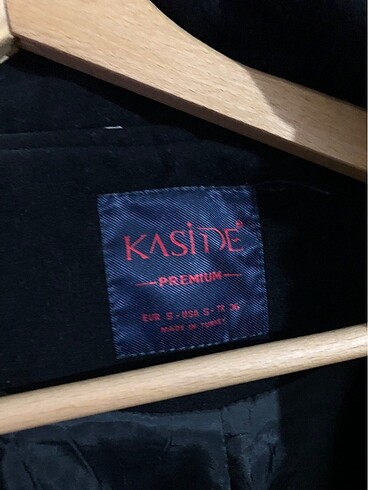 KASİDE®
PREMIUM
EUR S - USA S - TR 36
MADE IN TURKEY